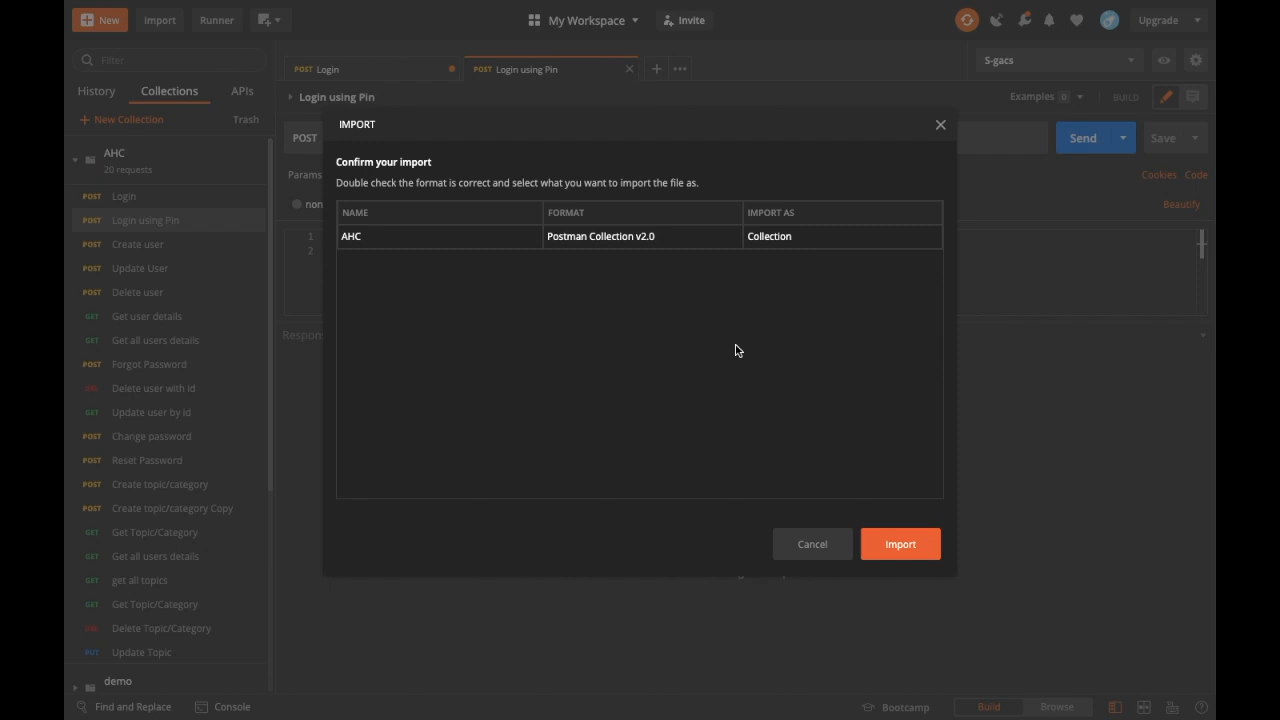 New
Import
Runner
My Workspace
Invite
Upgrade
Filter
History
Collections
APIs
New Collection
Trash
AHC
20 requests
POST Login
POST Login using Pin
POST Create user
POST Update User
POST Delete user
GET Get user details
GET Get all users details
POST Forgot Password
DEL Delete user with id
GET Update user by id
POST Change password
POST Reset Password
POST Create topic/category
POST Create topic/category Copy
GET Get Topic/Category
GET Get all users details
GET get all topics
GET Get Topic/Category
DEL Delete Topic/Category
PUT Update Topic
demo
POST Login
POST Login using Pin
S-gacs
Login using Pin
Examples 0
BUILD
POST
Send
Save
Params
Cookies Code
non
Beautify
1
2
Respon
IMPORT
Confirm your import
Double check the format is correct and select what you want to import the file as.
NAME FORMAT IMPORT AS
AHC Postman Collection v2.0 Collection
Cancel
Import
Find and Replace
Console
Bootcamp
Build
Browse